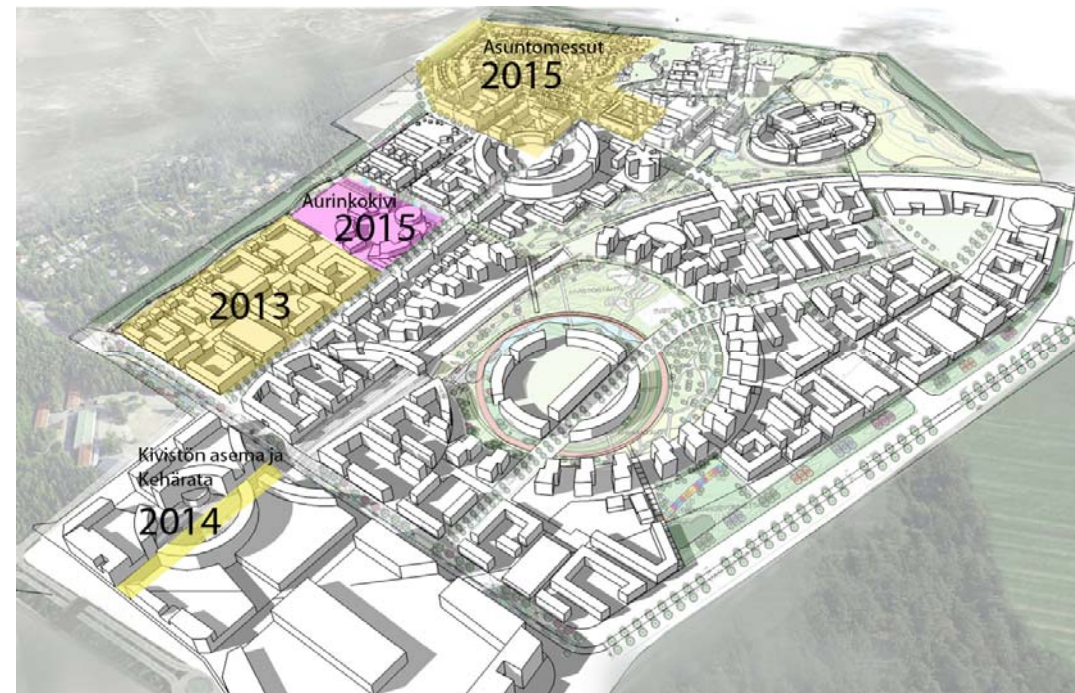 Asuntomessut
2015
Aurinkokivi
2015
2013
Kivistön asema ja
Kehärata
2014